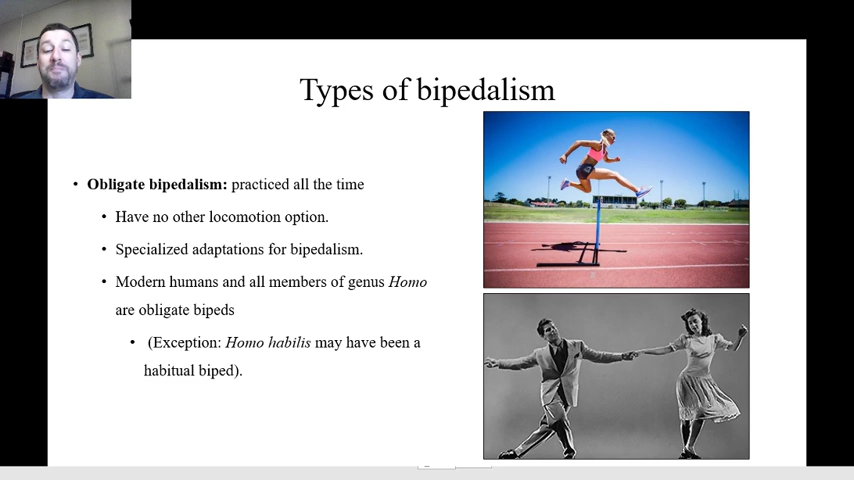 Types of bipedalism
• Obligate bipedalism: practiced all the time
• Have no other locomotion option.
• Specialized adaptations for bipedalism.
• Modern humans and all members of genus Homo
are obligate bipeds
• (Exception: Homo habilis may have been a
habitual biped).